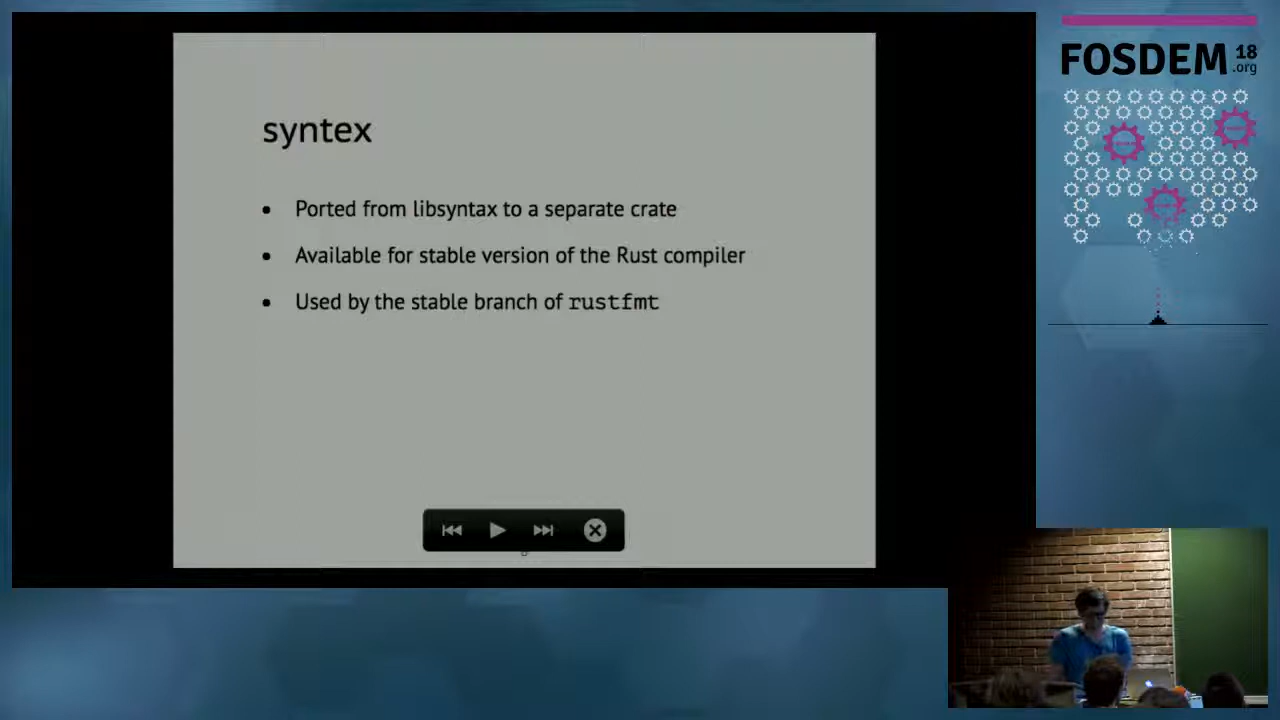 FOSDEM 18
.org
syntex
• Ported from libsyntax to a separate crate
• Available for stable version of the Rust compiler
• Used by the stable branch of rustfmt